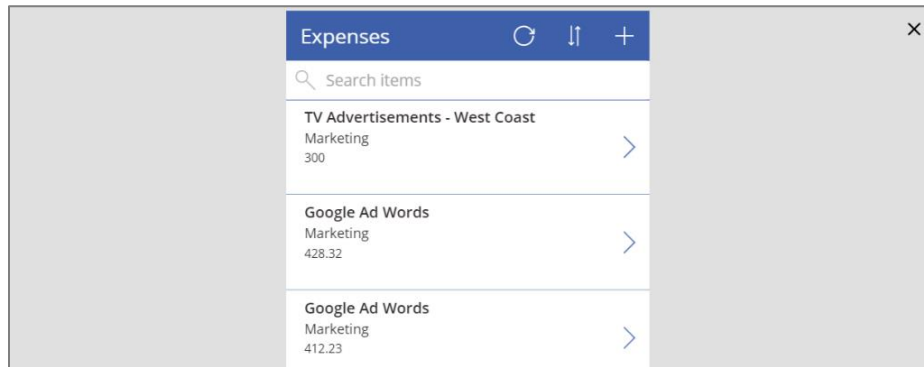 Expenses
Search items
TV Advertisements - West Coast
Marketing
300
Google Ad Words
Marketing
428.32
Google Ad Words
Marketing
412.23